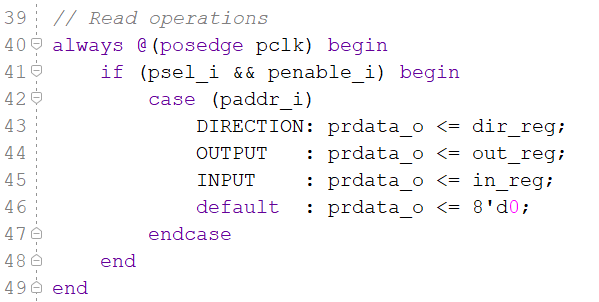 39 // Read operations
40 always @(posedge pclk) begin
41     if (psel_i && penable_i) begin
42         case (paddr_i)
43             DIRECTION: prdata_o <= dir_reg;
44             OUTPUT   : prdata_o <= out_reg;
45             INPUT    : prdata_o <= in_reg;
46             default  : prdata_o <= 8'd0;
47         endcase
48     end
49 end